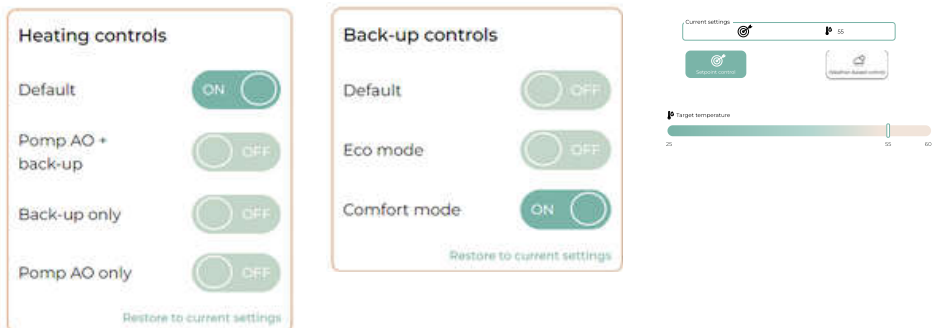 Heating controls
Default ON
Pomp AO +
back-up OFF
Back-up only OFF
Pomp AO only OFF
Restore to current settings
Back-up controls
Default OFF
Eco mode OFF
Comfort mode ON
Restore to current settings
Current settings
55
Setpoint control
Weather-based control
Target temperature
25 55 60